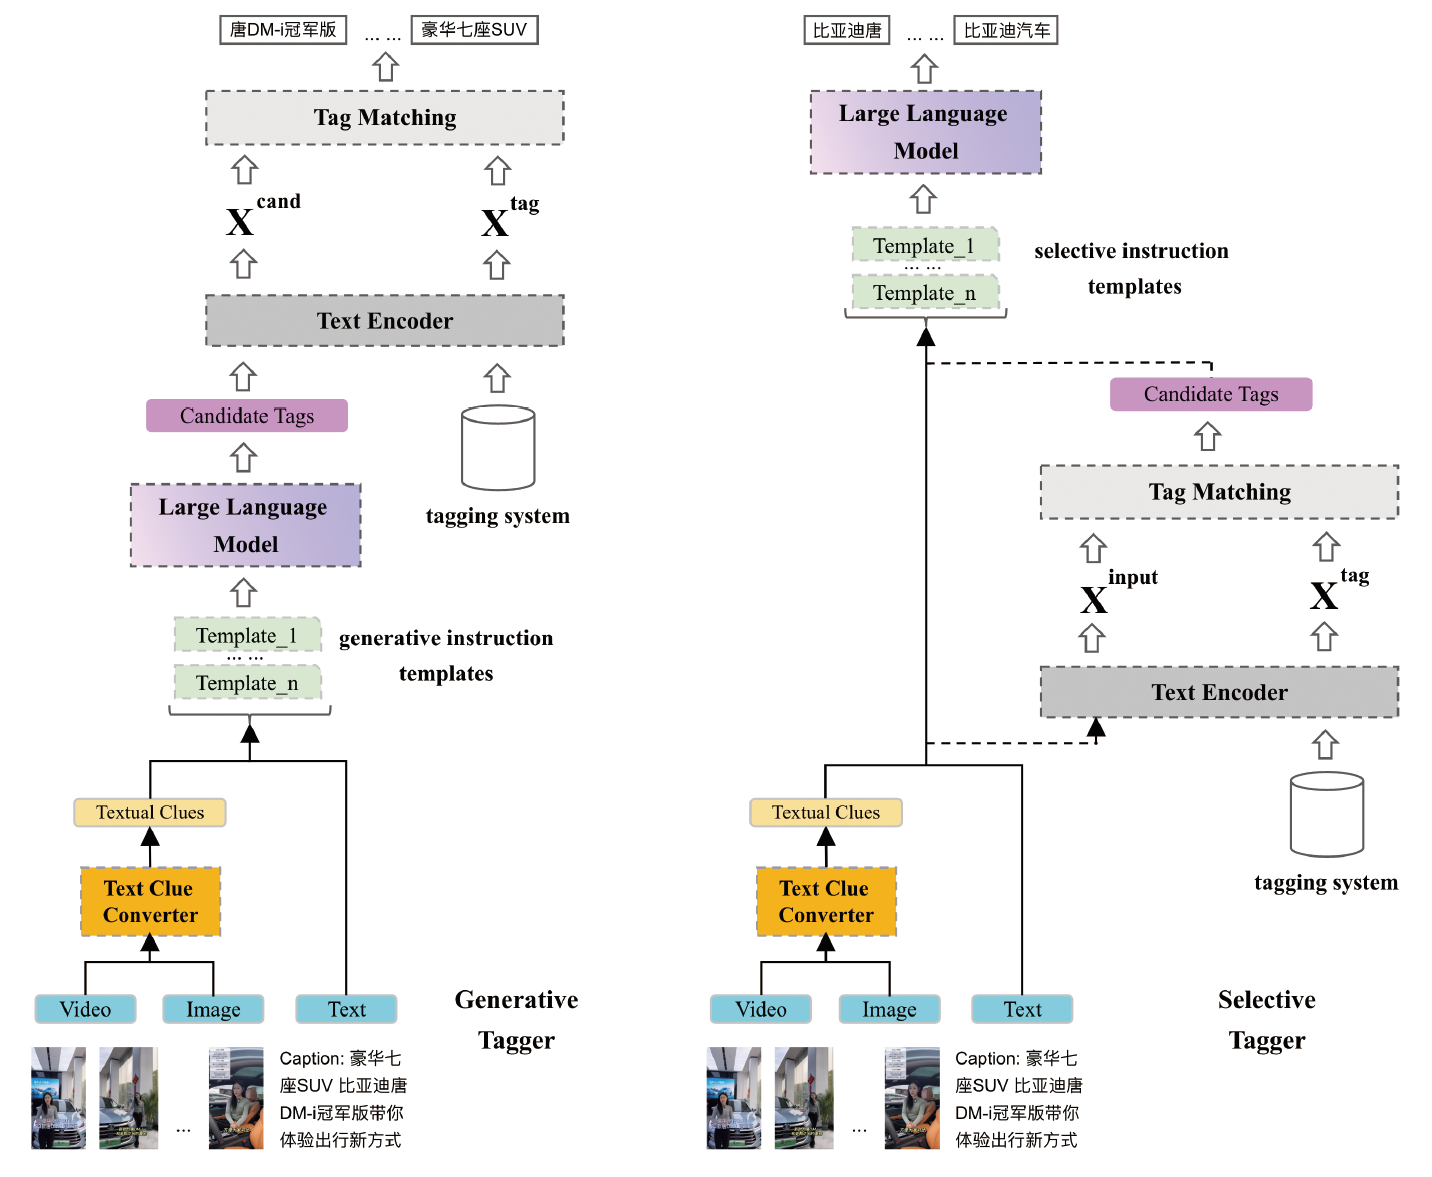 唐DM-i冠军版
... ...
豪华七座SUV
Tag Matching
X^cand
X^tag
Text Encoder
Candidate Tags
tagging system
Large Language
Model
Template_1
... ...
Template_n
generative instruction
templates
Textual Clues
Text Clue
Converter
Video
Image
Text
Generative
Tagger
...
Caption: 豪华七
座SUV 比亚迪唐
DM-i冠军版带你
体验出行新方式
比亚迪唐
... ...
比亚迪汽车
Large Language
Model
Template_1
... ...
Template_n
selective instruction
templates
Candidate Tags
Tag Matching
X^input
X^tag
Text Encoder
tagging system
Textual Clues
Text Clue
Converter
Video
Image
Text
Selective
Tagger
...
Caption: 豪华七
座SUV 比亚迪唐
DM-i冠军版带你
体验出行新方式